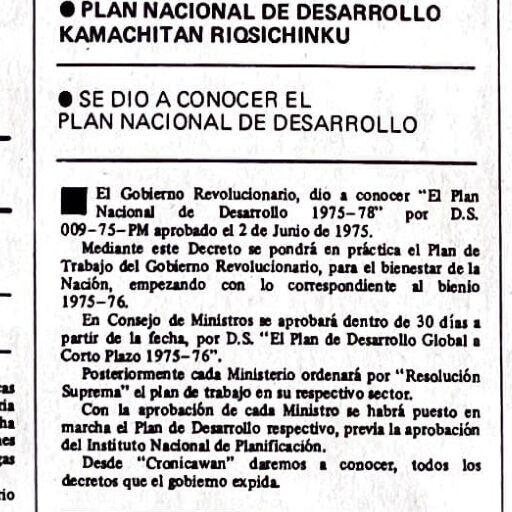 ● PLAN NACIONAL DE DESARROLLO
KAMACHITAN RIQSICHINKU
● SE DIO A CONOCER EL
PLAN NACIONAL DE DESARROLLO
El Gobierno Revolucionario, dio a conocer "El Plan
Nacional de Desarrollo 1975-78" por D.S.
009-75-PM aprobado el 2 de Junio de 1975.
Mediante este Decreto se pondrá en práctica el Plan de
Trabajo del Gobierno Revolucionario, para el bienestar de la
Nación, empezando con lo correspondiente al bienio
1975-76.
En Consejo de Ministros se aprobará dentro de 30 días a
partir de la fecha, por D.S. "El Plan de Desarrollo Global a
Corto Plazo 1975-76".
Posteriormente cada Ministerio ordenará por "Resolución
Suprema" el plan de trabajo en su respectivo sector.
Con la aprobación de cada Ministro se habrá puesto en
marcha el Plan de Desarrollo respectivo, previa la aprobación
del Instituto Nacional de Planificación.
Desde "Cronicawan" daremos a conocer, todos los
decretos que el gobierno expida.